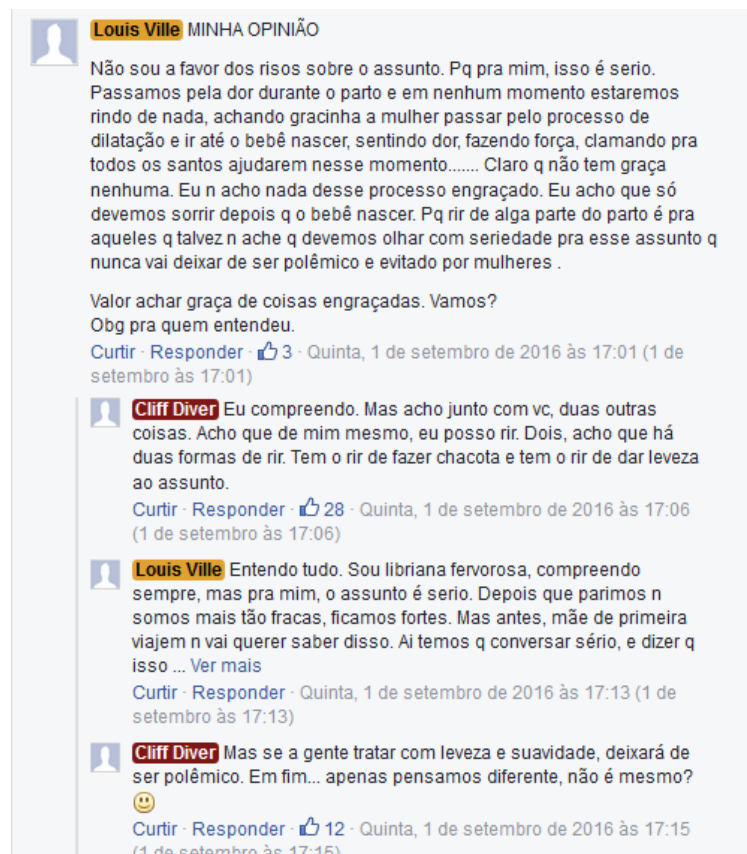 Louis Ville MINHA OPINIÃO
Não sou a favor dos risos sobre o assunto. Pq pra mim, isso é serio.
Passamos pela dor durante o parto e em nenhum momento estaremos
rindo de nada, achando gracinha a mulher passar pelo processo de
dilatação e ir até o bebê nascer, sentindo dor, fazendo força, clamando pra
todos os santos ajudarem nesse momento....... Claro q não tem graça
nenhuma. Eu n acho nada desse processo engraçado. Eu acho que só
devemos sorrir depois q o bebê nascer. Pq rir de alga parte do parto é pra
aqueles q talvez n ache q devemos olhar com seriedade pra esse assunto q
nunca vai deixar de ser polêmico e evitado por mulheres .
Valor achar graça de coisas engraçadas. Vamos?
Obg pra quem entendeu.
Curtir · Responder · 3 · Quinta, 1 de setembro de 2016 às 17:01 (1 de
setembro às 17:01)
Cliff Diver Eu compreendo. Mas acho junto com vc, duas outras
coisas. Acho que de mim mesmo, eu posso rir. Dois, acho que há
duas formas de rir. Tem o rir de fazer chacota e tem o rir de dar leveza
ao assunto.
Curtir · Responder · 28 · Quinta, 1 de setembro de 2016 às 17:06
(1 de setembro às 17:06)
Louis Ville Entendo tudo. Sou libriana fervorosa, compreendo
sempre, mas pra mim, o assunto é serio. Depois que parimos n
somos mais tão fracas, ficamos fortes. Mas antes, mãe de primeira
viajem n vai querer saber disso. Ai temos q conversar sério, e dizer q
isso ... Ver mais
Curtir · Responder · Quinta, 1 de setembro de 2016 às 17:13 (1 de
setembro às 17:13)
Cliff Diver Mas se a gente tratar com leveza e suavidade, deixará de
ser polêmico. Em fim... apenas pensamos diferente, não é mesmo?
Curtir · Responder · 12 · Quinta, 1 de setembro de 2016 às 17:15
(1 de setembro às 17:15)